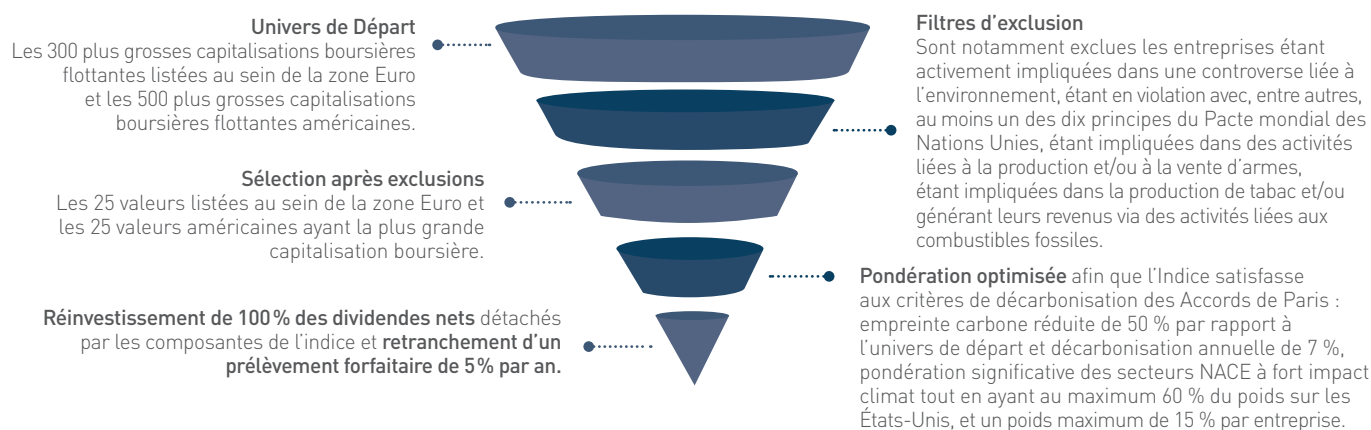 Univers de Départ
Les 300 plus grosses capitalisations boursières
flottantes listées au sein de la zone Euro
et les 500 plus grosses capitalisations
boursières flottantes américaines.
Filtres d’exclusion
Sont notamment exclues les entreprises étant
activement impliquées dans une controverse liée à
l’environnement, étant en violation avec, entre autres,
au moins un des dix principes du Pacte mondial des
Nations Unies, étant impliquées dans des activités
liées à la production et/ou à la vente d’armes,
étant impliquées dans la production de tabac et/ou
générant leurs revenus via des activités liées aux
combustibles fossiles.
Sélection après exclusions
Les 25 valeurs listées au sein de la zone Euro et
les 25 valeurs américaines ayant la plus grande
capitalisation boursière.
Pondération optimisée afin que l’Indice satisfasse
aux critères de décarbonisation des Accords de Paris :
empreinte carbone réduite de 50 % par rapport à
l’univers de départ et décarbonisation annuelle de 7 %,
pondération significative des secteurs NACE à fort impact
climat tout en ayant au maximum 60 % du poids sur les
États-Unis, et un poids maximum de 15 % par entreprise.
Réinvestissement de 100 % des dividendes nets détachés
par les composantes de l’indice et retranchement d’un
prélèvement forfaitaire de 5 % par an.